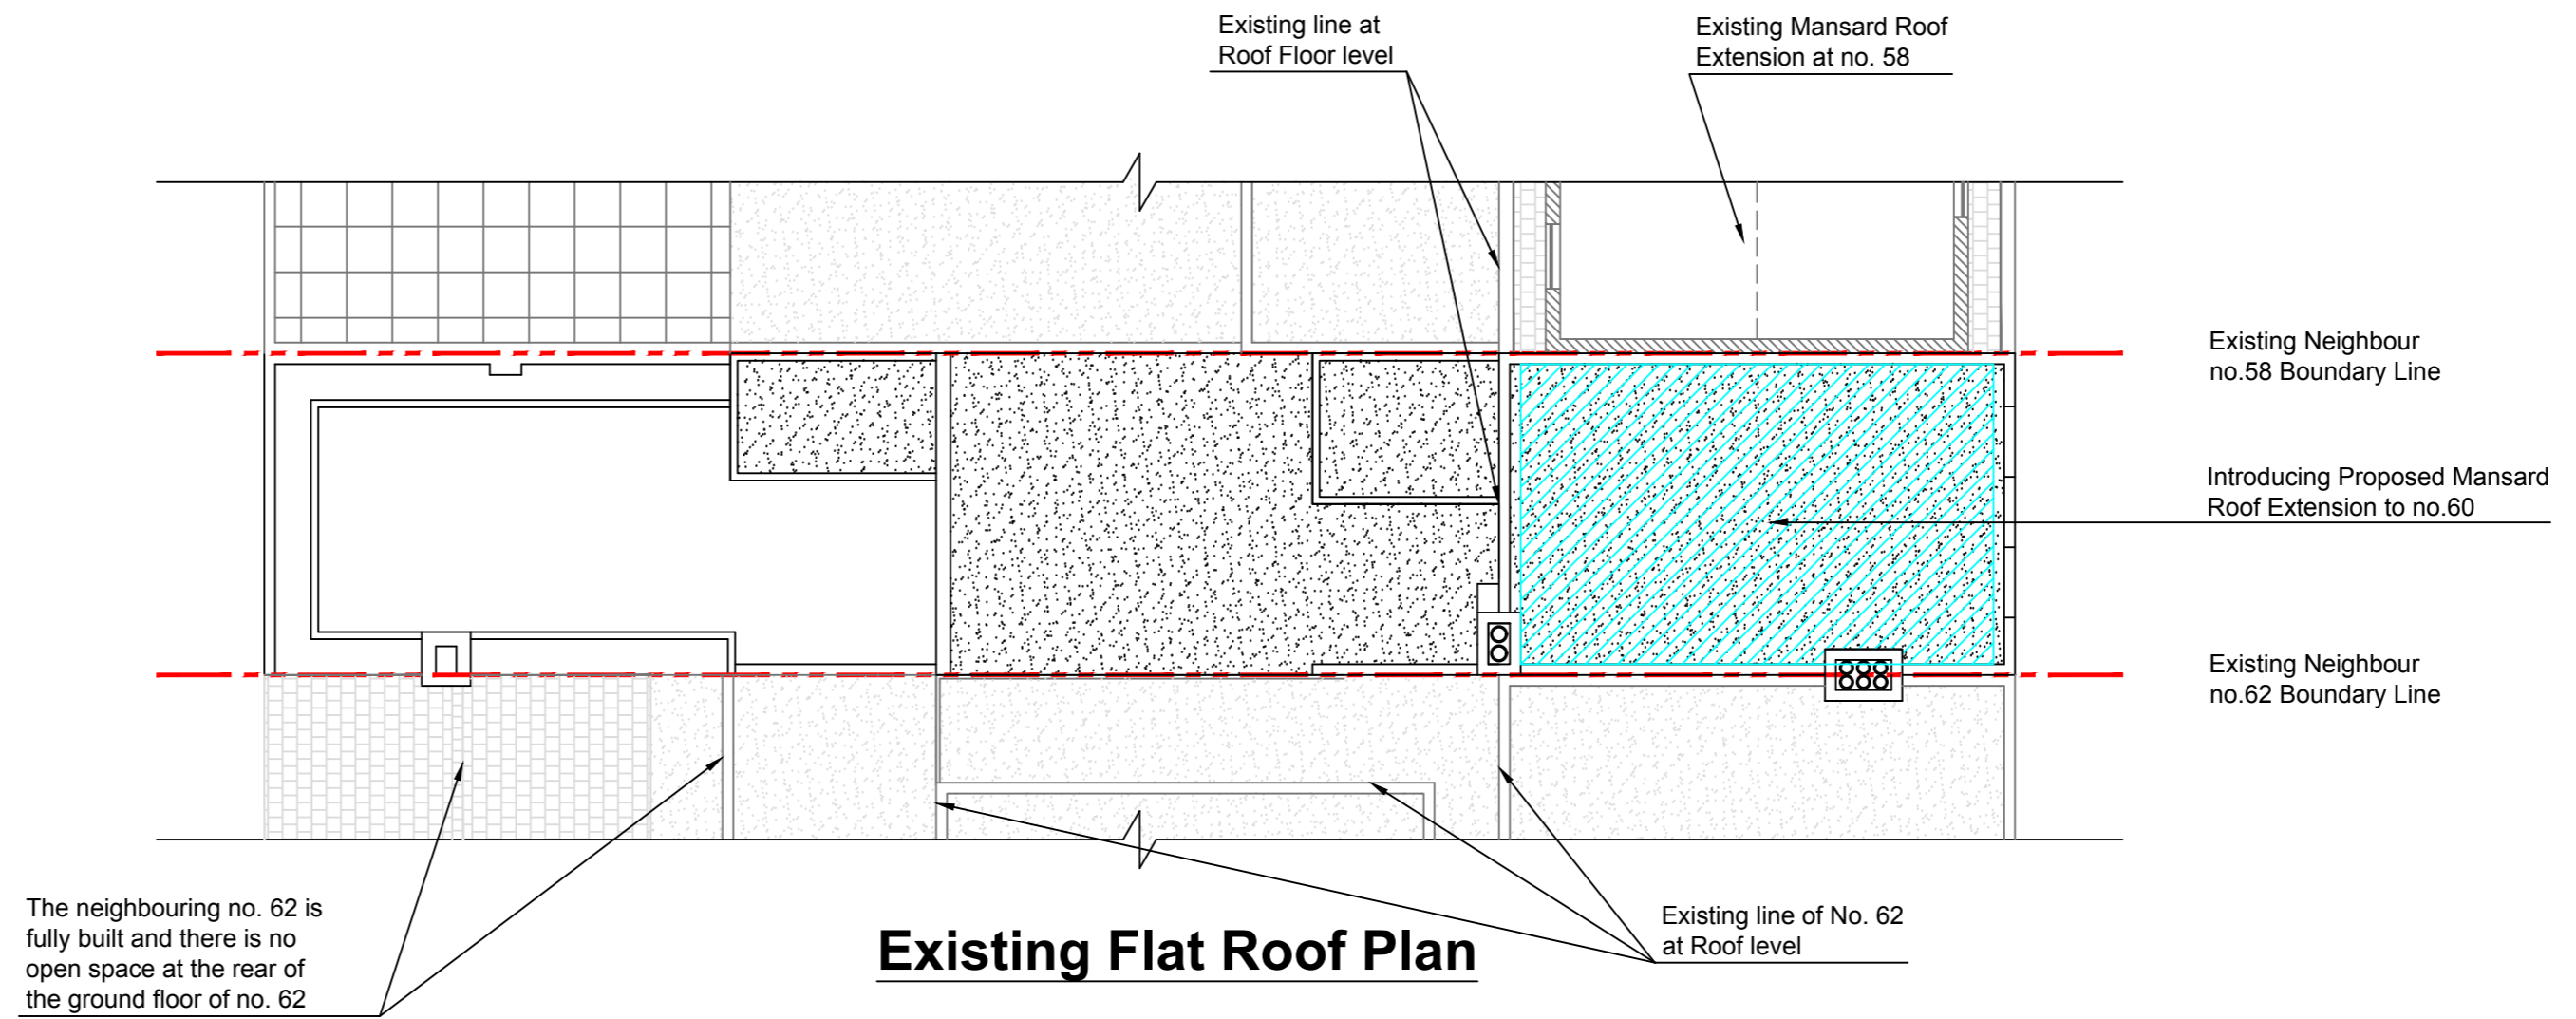 Existing line at
Roof Floor level
Existing Mansard Roof
Extension at no. 58
Existing Neighbour
no.58 Boundary Line
Introducing Proposed Mansard
Roof Extension to no.60
Existing Neighbour
no.62 Boundary Line
The neighbouring no. 62 is
fully built and there is no
open space at the rear of
the ground floor of no. 62
Existing Flat Roof Plan
Existing line of No. 62
at Roof level